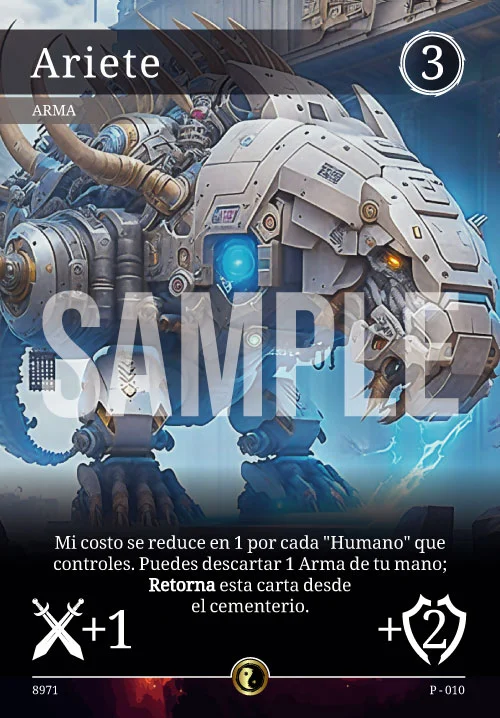 Ariete
3
ARMA
SAMPLE
Mi costo se reduce en 1 por cada "Humano" que
controles. Puedes descartar 1 Arma de tu mano;
Retorna esta carta desde
el cementerio.
+1
+2
8971
P - 010